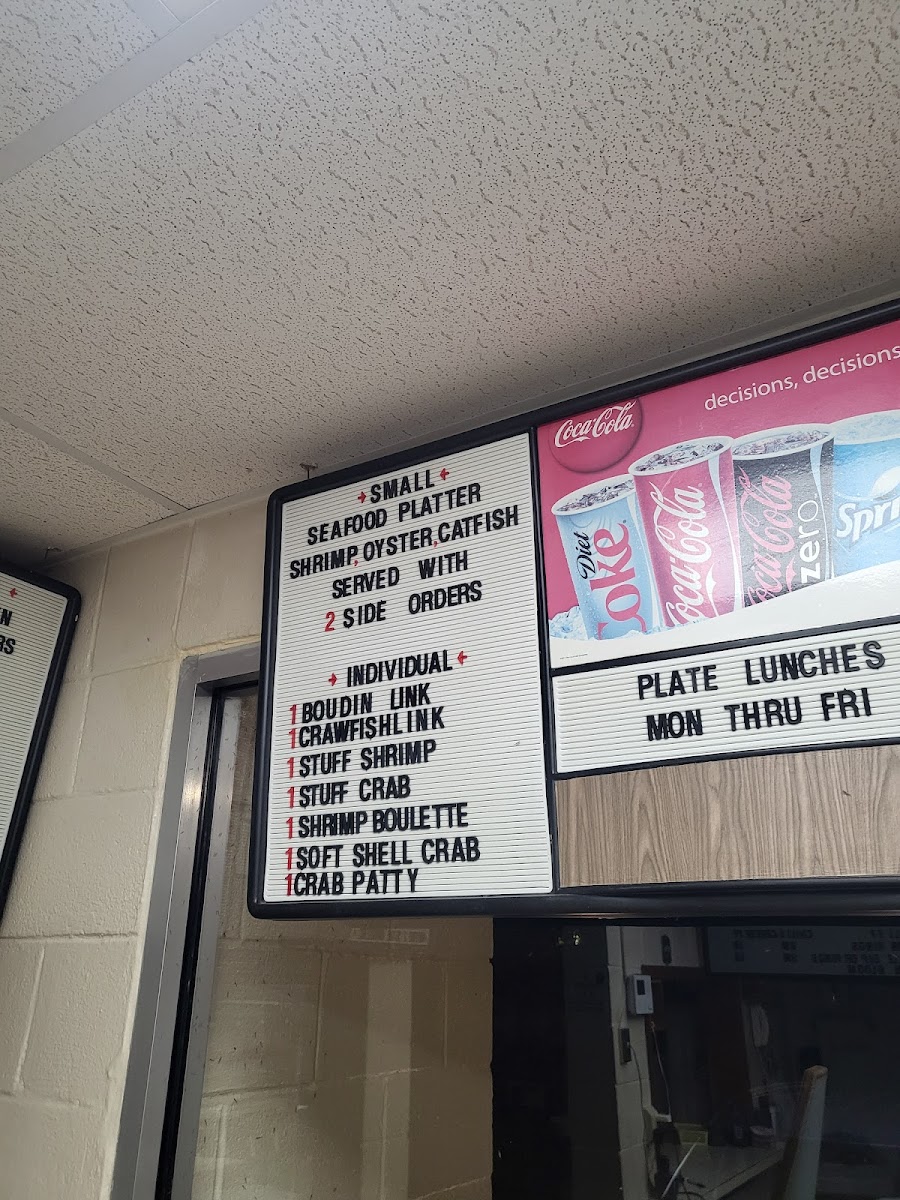 SMALL
SEAFOOD PLATTER
SHRIMP, OYSTER, CATFISH
SERVED WITH
2 SIDE ORDERS
INDIVIDUAL
1 BOUDIN LINK
1 CRAWFISH LINK
1 STUFF SHRIMP
1 STUFF CRAB
1 SHRIMP BOULETTE
1 SOFT SHELL CRAB
1 CRAB PATTY
decisions, decisions
Coca-Cola
Diet Coke
Coca-Cola
Coca-Cola zero
PLATE LUNCHES
MON THRU FRI